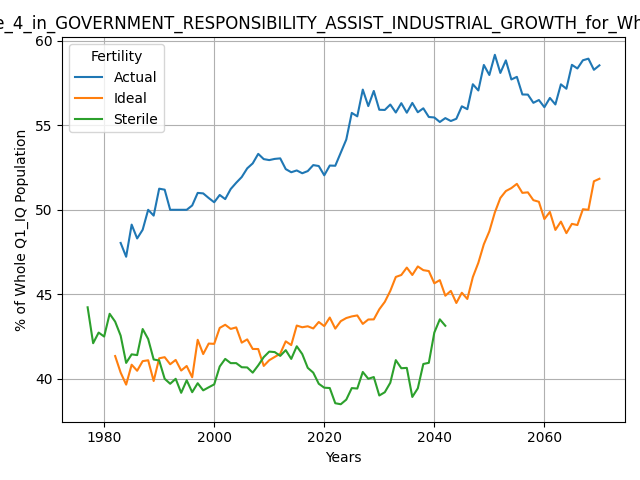 e_4_in_GOVERNMENT_RESPONSIBILITY_ASSIST_INDUSTRIAL_GROWTH_for_Wh
Fertility
Actual
Ideal
Sterile
% of Whole Q1_IQ Population
60
55
50
45
40
1980
2000
2020
2040
2060
Years